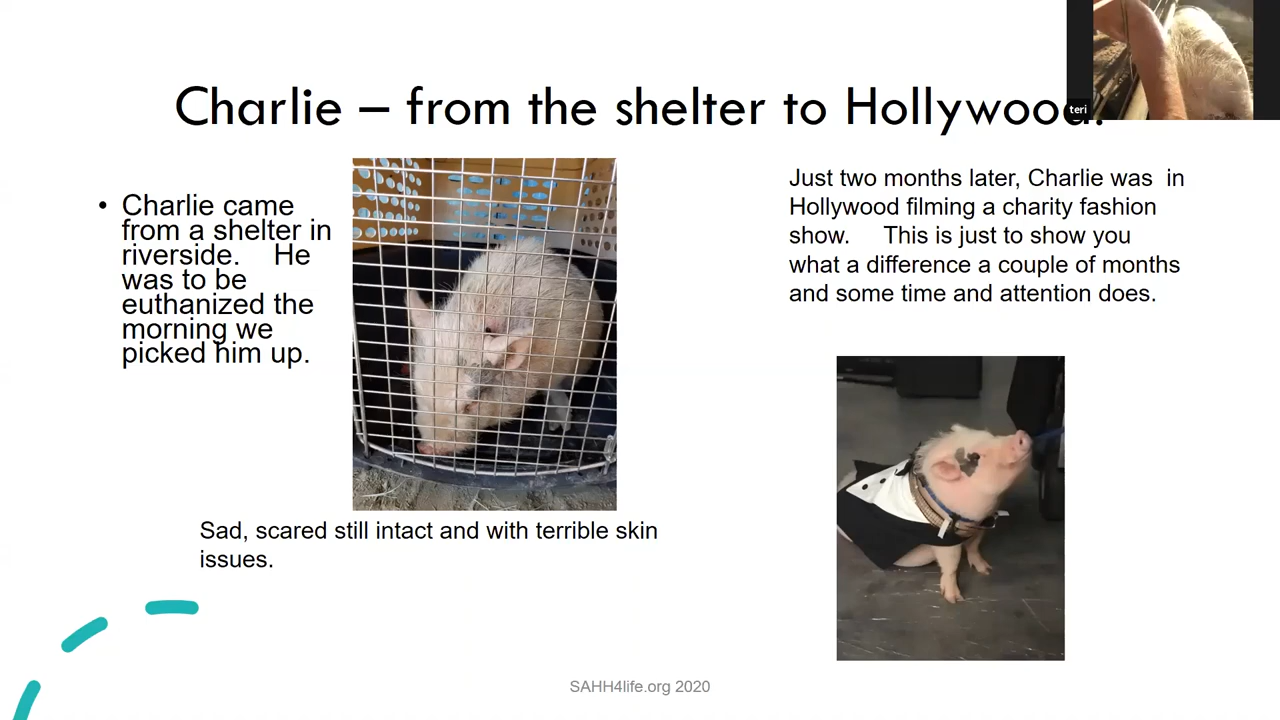 Charlie – from the shelter to Hollywood!
teri
• Charlie came
from a shelter in
riverside. He
was to be
euthanized the
morning we
picked him up.
Sad, scared still intact and with terrible skin
issues.
Just two months later, Charlie was in
Hollywood filming a charity fashion
show. This is just to show you
what a difference a couple of months
and some time and attention does.
SAHH4life.org 2020